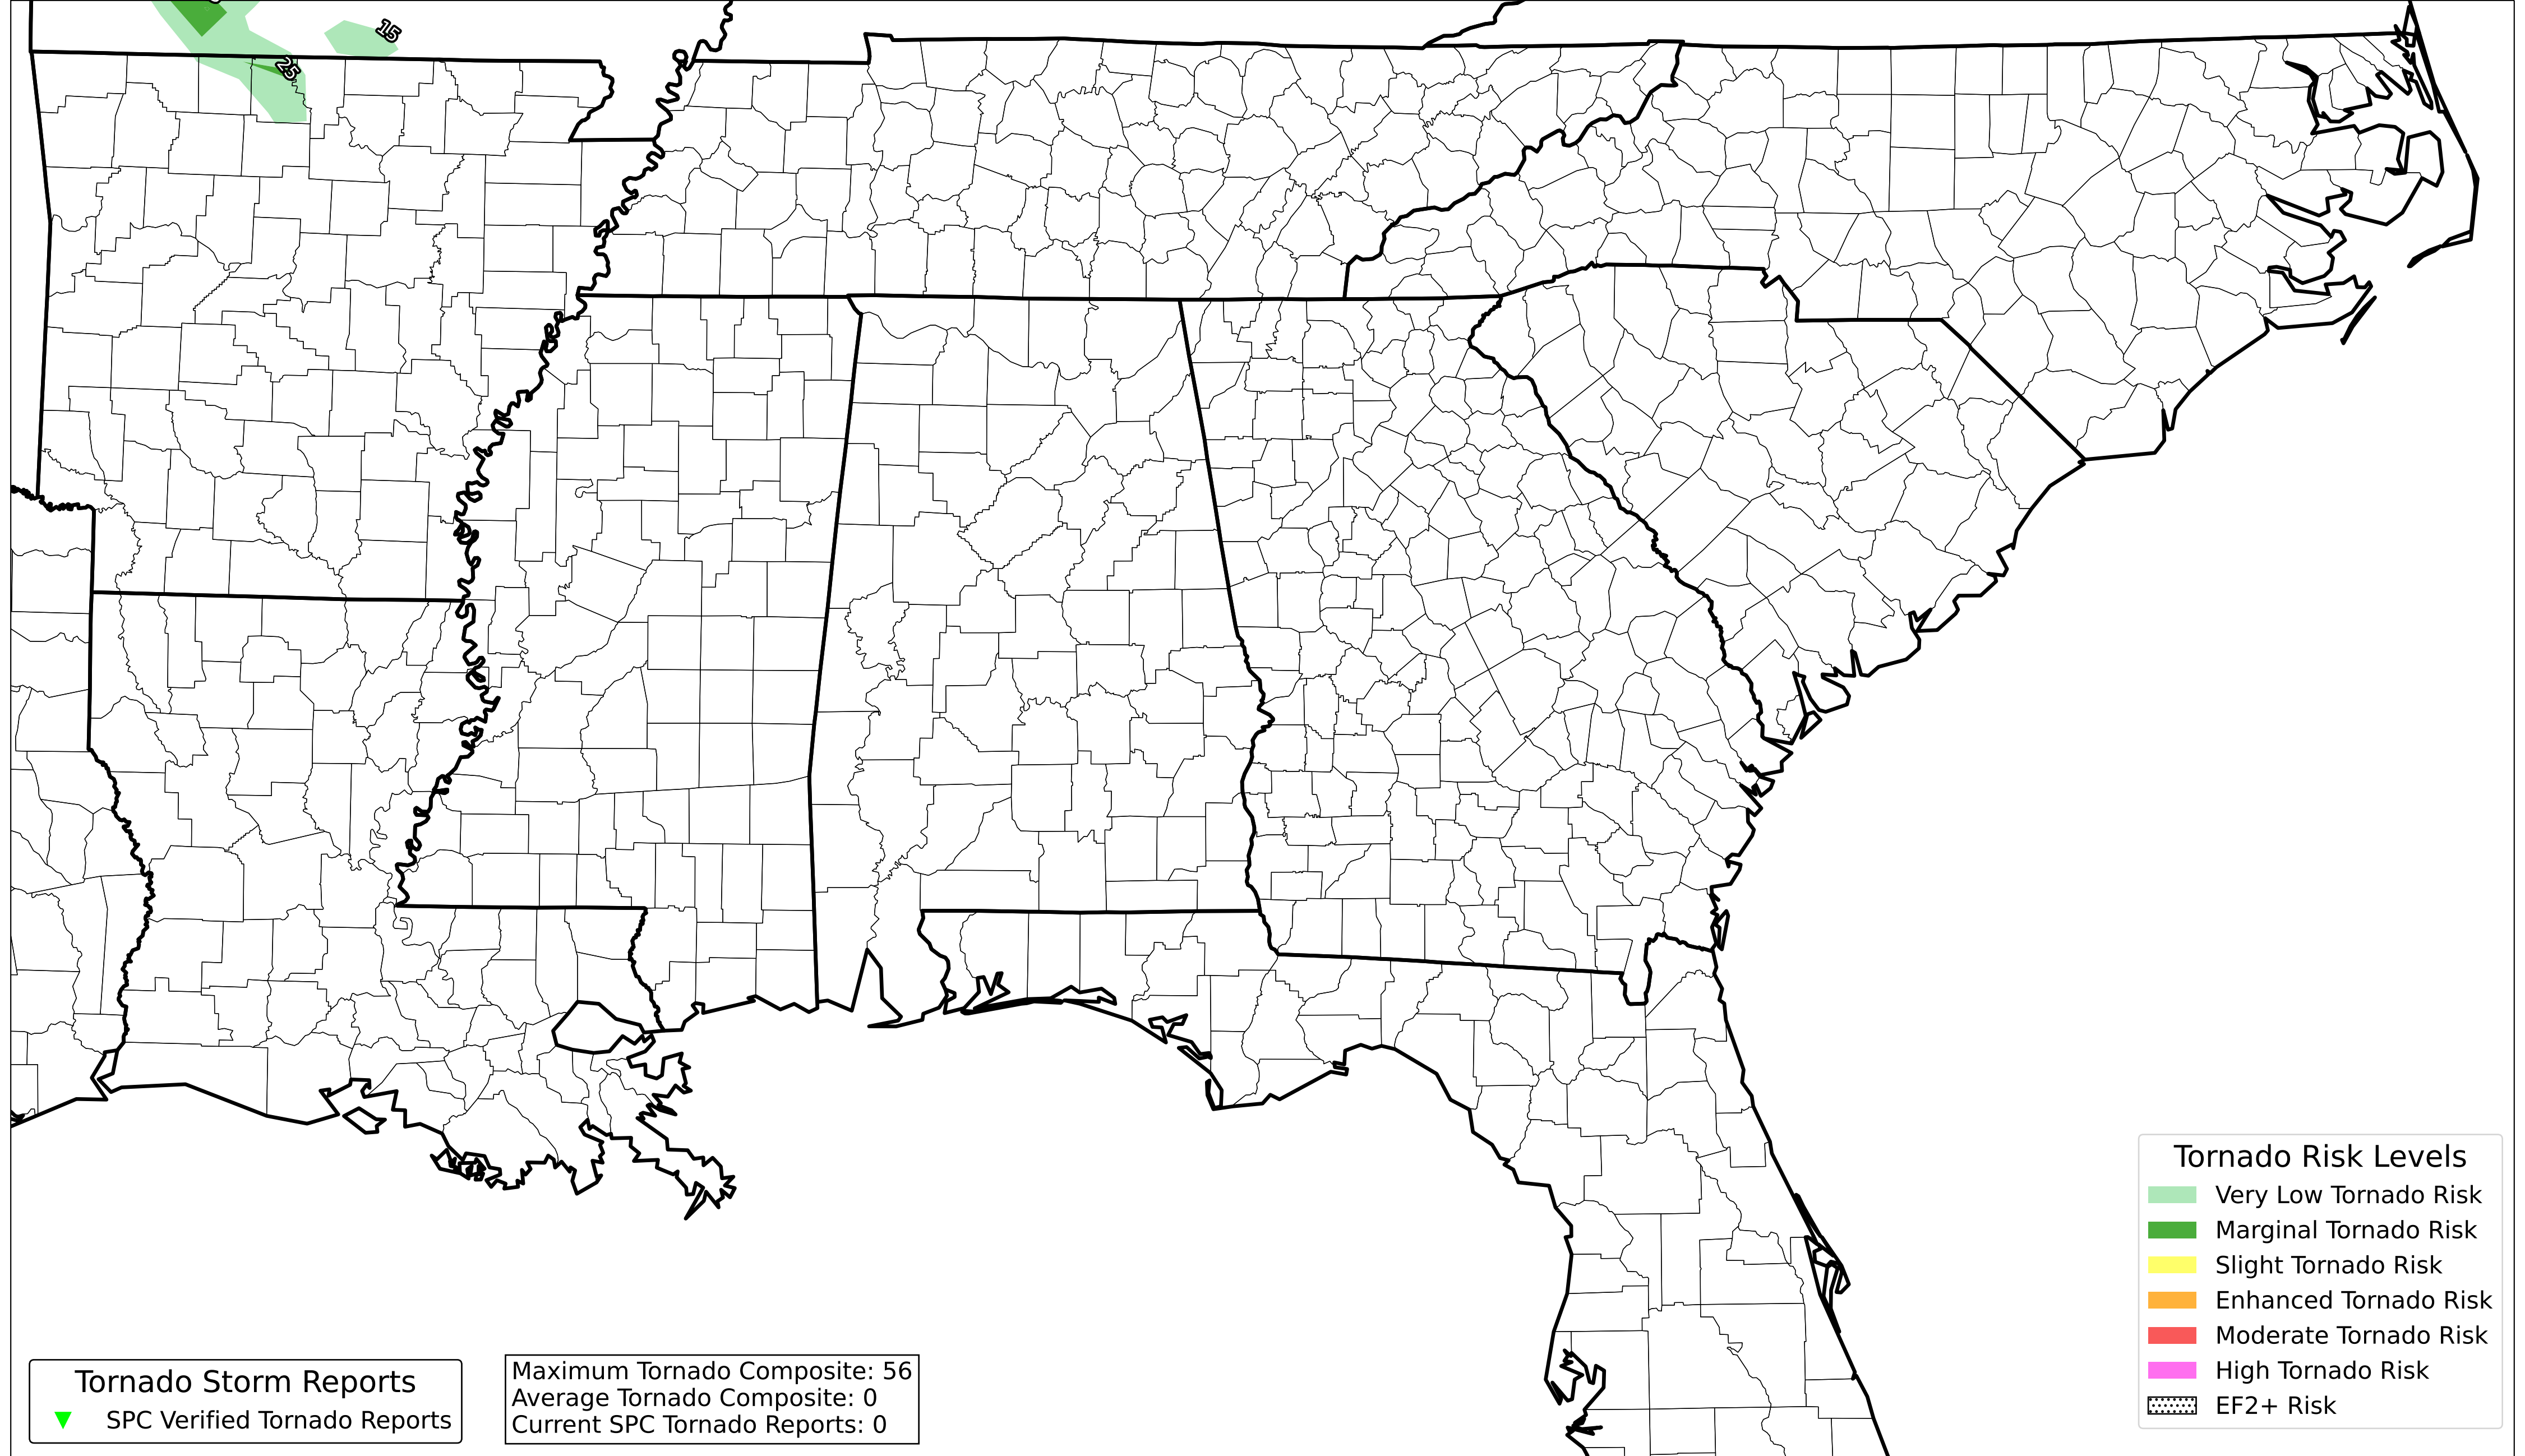 15
25
Tornado Risk Levels
Very Low Tornado Risk
Marginal Tornado Risk
Slight Tornado Risk
Enhanced Tornado Risk
Moderate Tornado Risk
High Tornado Risk
EF2+ Risk
Tornado Storm Reports
SPC Verified Tornado Reports
Maximum Tornado Composite: 56
Average Tornado Composite: 0
Current SPC Tornado Reports: 0